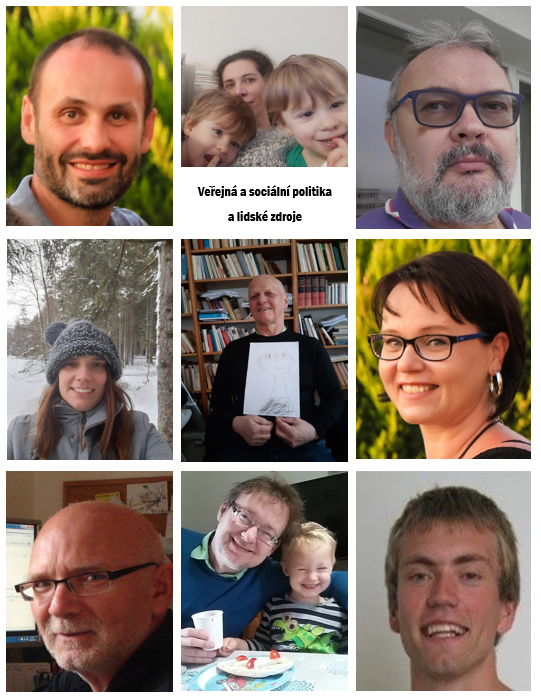 Veřejná a sociální politika
a lidské zdroje